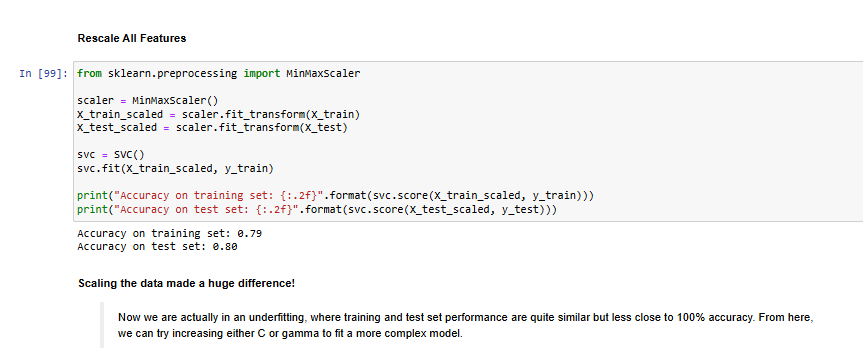 Rescale All Features
In [99]: from sklearn.preprocessing import MinMaxScaler
scaler = MinMaxScaler()
X_train_scaled = scaler.fit_transform(X_train)
X_test_scaled = scaler.fit_transform(X_test)
svc = SVC()
svc.fit(X_train_scaled, y_train)
print("Accuracy on training set: {:.2f}".format(svc.score(X_train_scaled, y_train)))
print("Accuracy on test set: {:.2f}".format(svc.score(X_test_scaled, y_test)))
Accuracy on training set: 0.79
Accuracy on test set: 0.80
Scaling the data made a huge difference!
Now we are actually in an underfitting, where training and test set performance are quite similar but less close to 100% accuracy. From here,
we can try increasing either C or gamma to fit a more complex model.